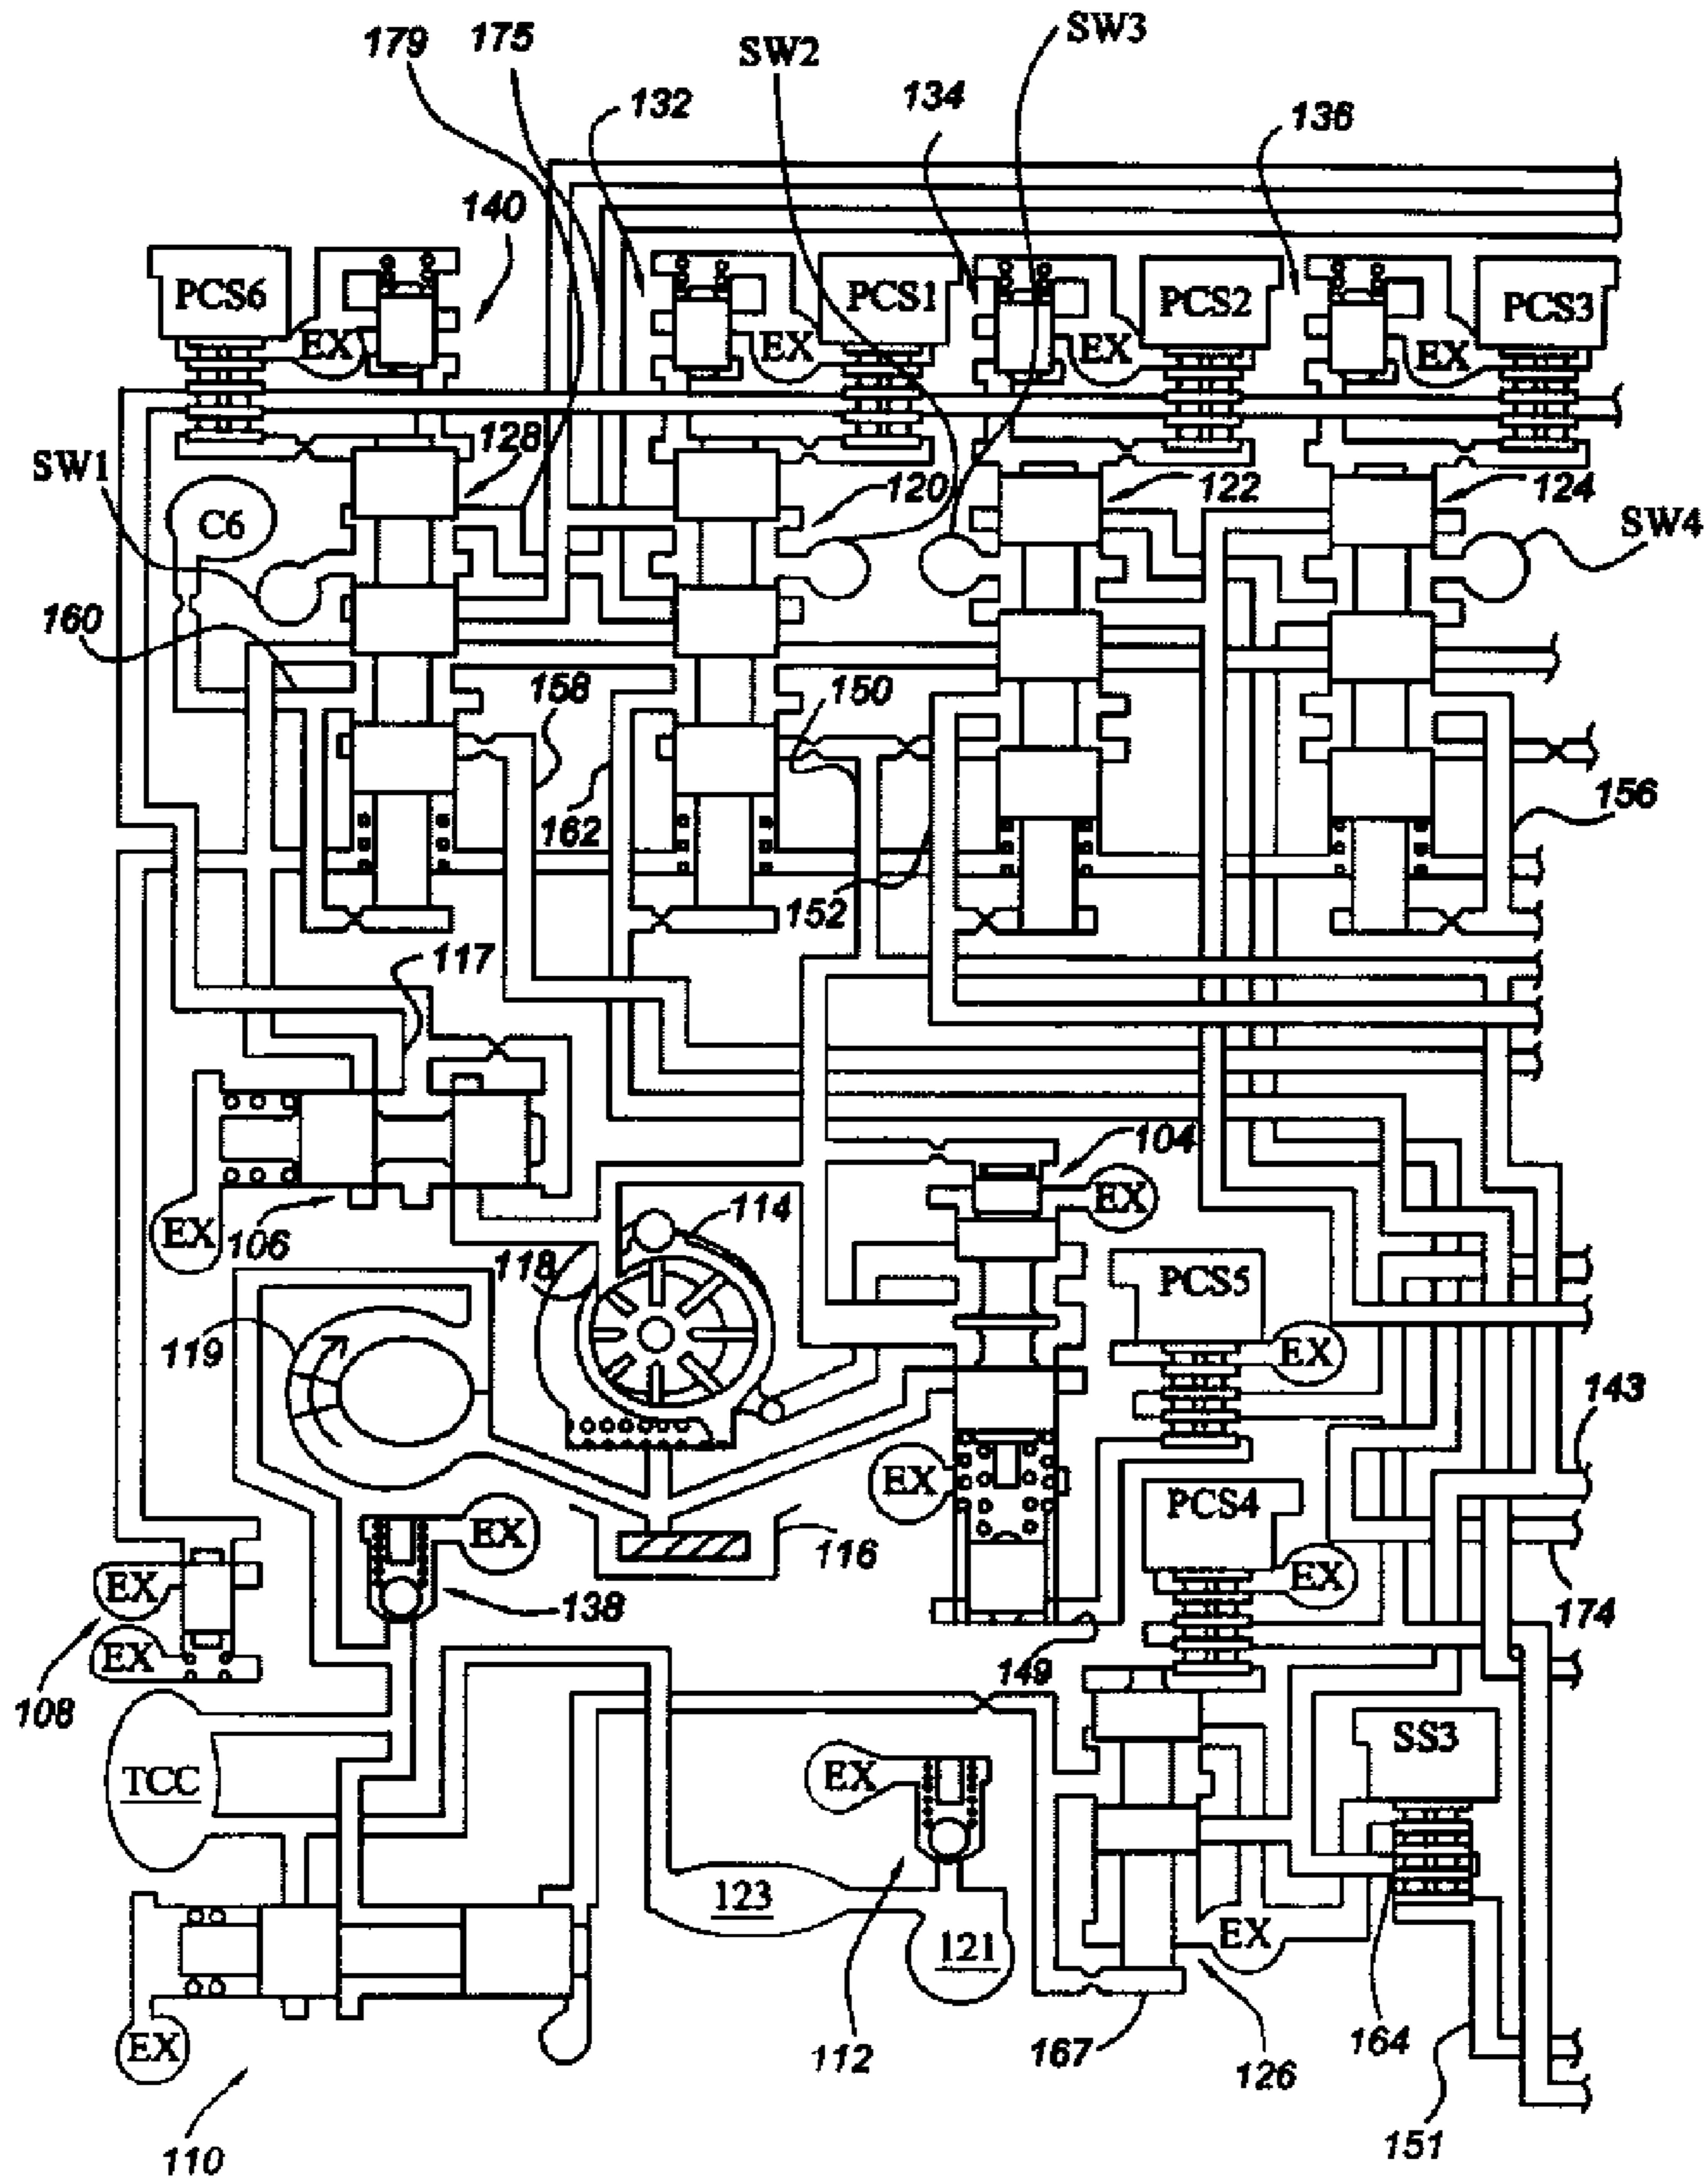 179
175
SW2
SW3
132
134
136
140
PCS6
PCS1
PCS2
PCS3
EX
EX
EX
EX
128
SW1
C6
120
122
124
SW4
160
158
150
162
156
152
117
104
EX
EX
106
114
118
PCS5
119
EX
143
EX
PCS4
EX
116
EX
EX
138
174
EX
108
149
TCC
SS3
EX
123
121
EX
EX
112
167
126
164
151
110